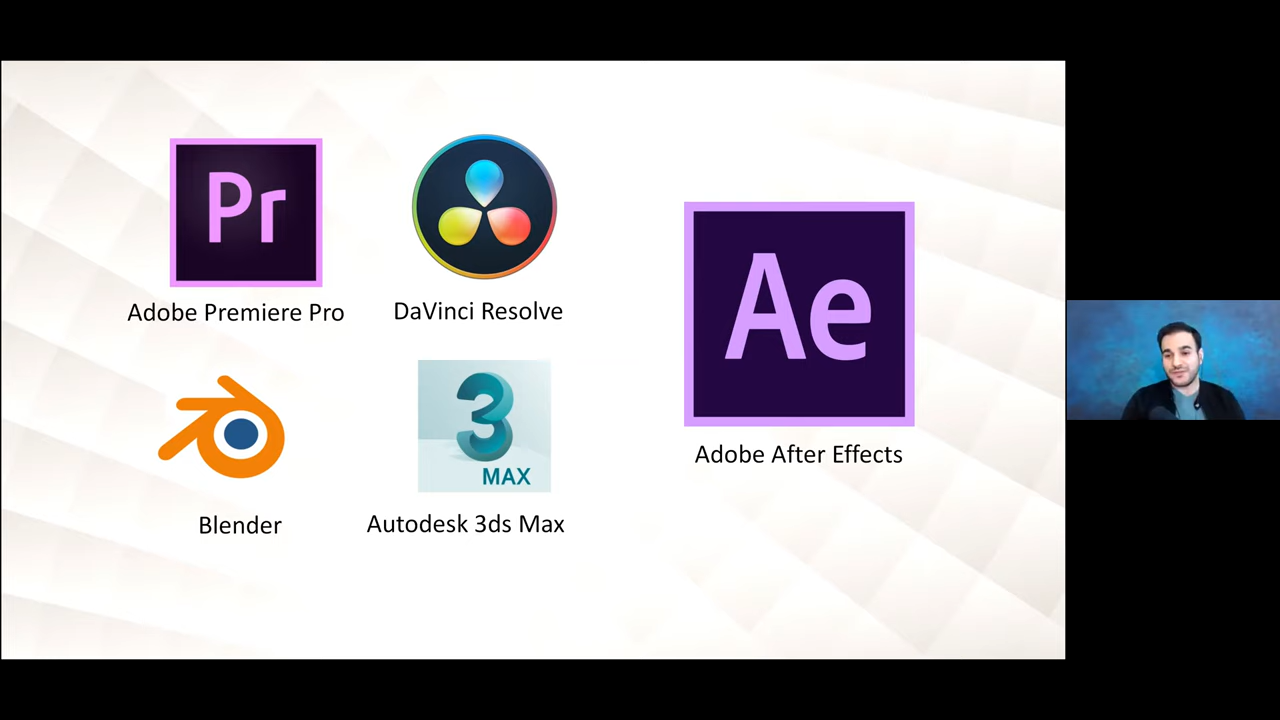 Pr
Adobe Premiere Pro
DaVinci Resolve
Blender
3
MAX
Autodesk 3ds Max
Ae
Adobe After Effects